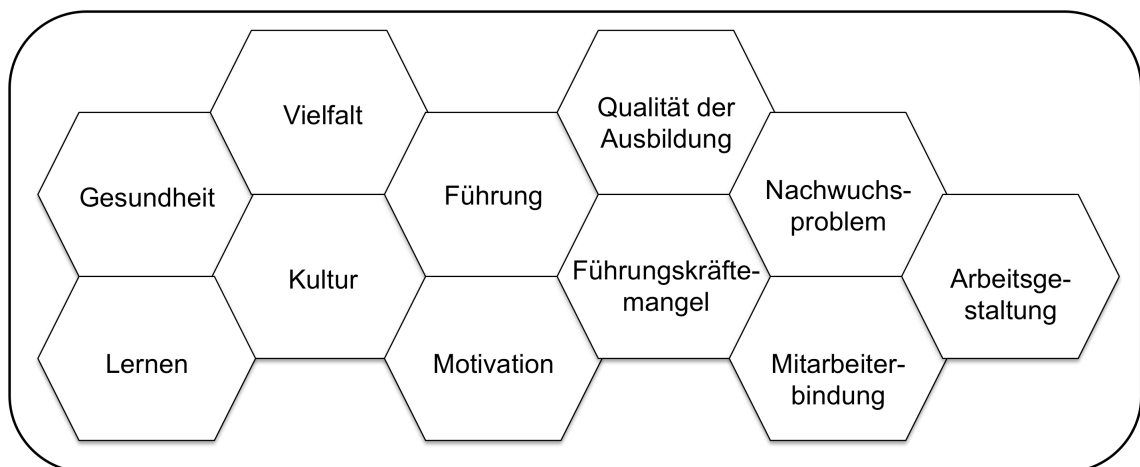 Vielfalt
Qualität der
Ausbildung
Gesundheit
Führung
Nachwuchs-
problem
Kultur
Führungskräfte-
mangel
Arbeitsge-
staltung
Lernen
Motivation
Mitarbeiter-
bindung